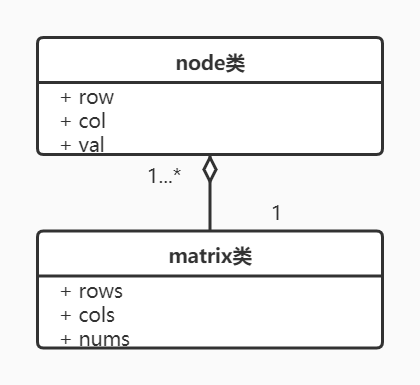 node类
+ row
+ col
+ val
1...*
1
matrix类
+ rows
+ cols
+ nums